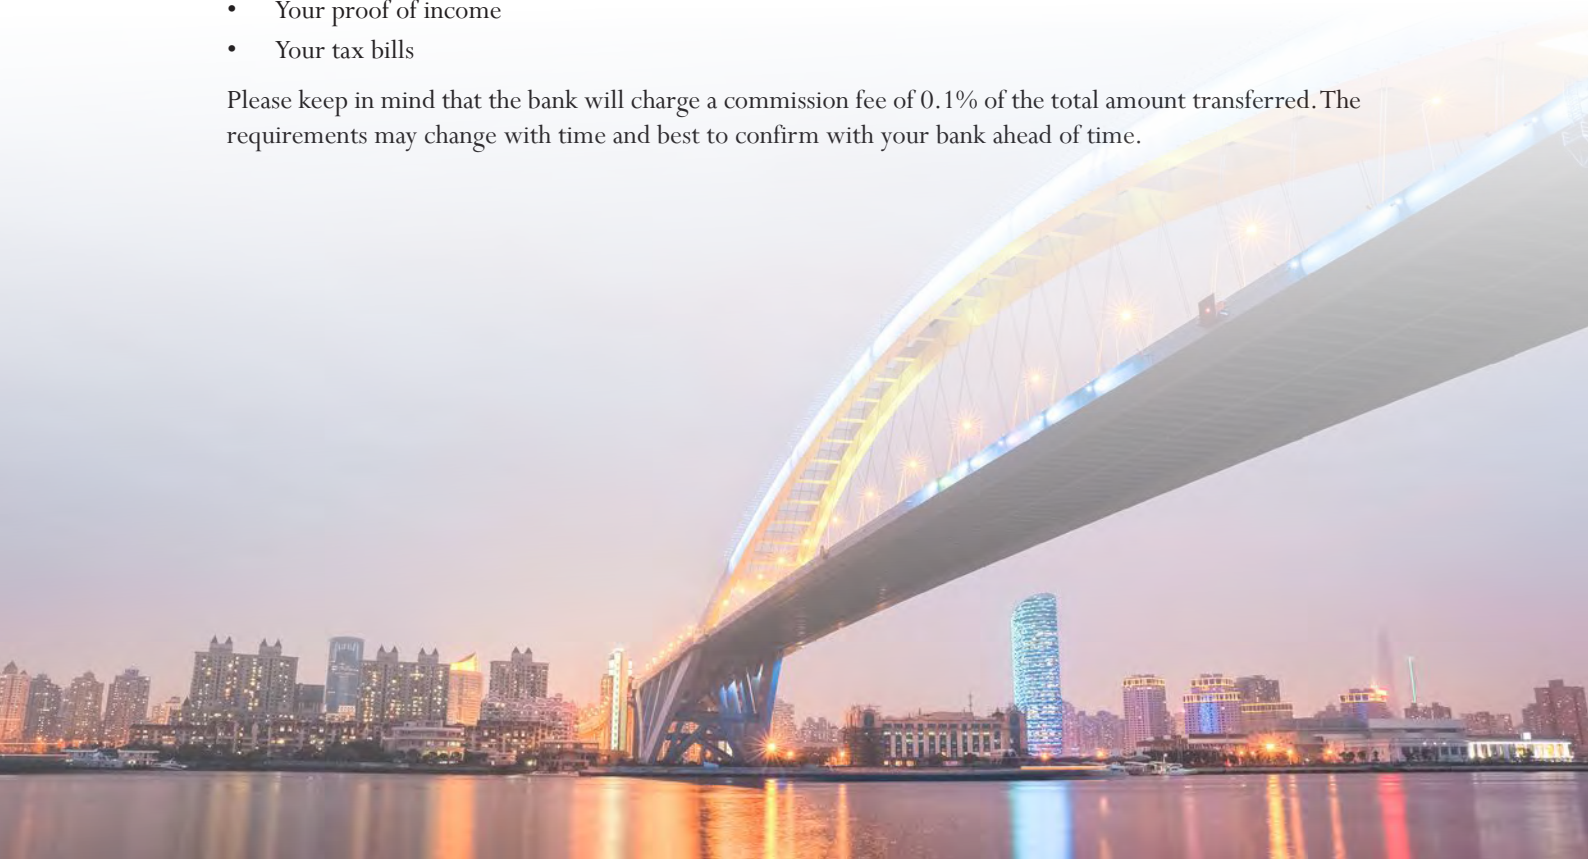 • Your proof of income
• Your tax bills
Please keep in mind that the bank will charge a commission fee of 0.1% of the total amount transferred. The
requirements may change with time and best to confirm with your bank ahead of time.